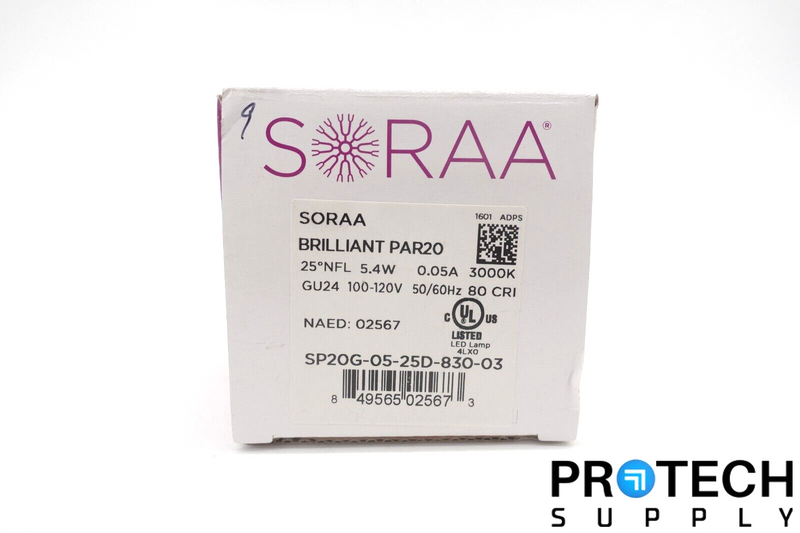 9
SORAA®
SORAA
1601 ADPS
BRILLIANT PAR20
25°NFL 5.4W 0.05A 3000K
GU24 100-120V 50/60Hz 80 CRI
NAED: 02567
C UL US
LISTED
LED Lamp
4LX0
SP20G-05-25D-830-03
8 49565 02567 3
PROTECH
SUPPLY